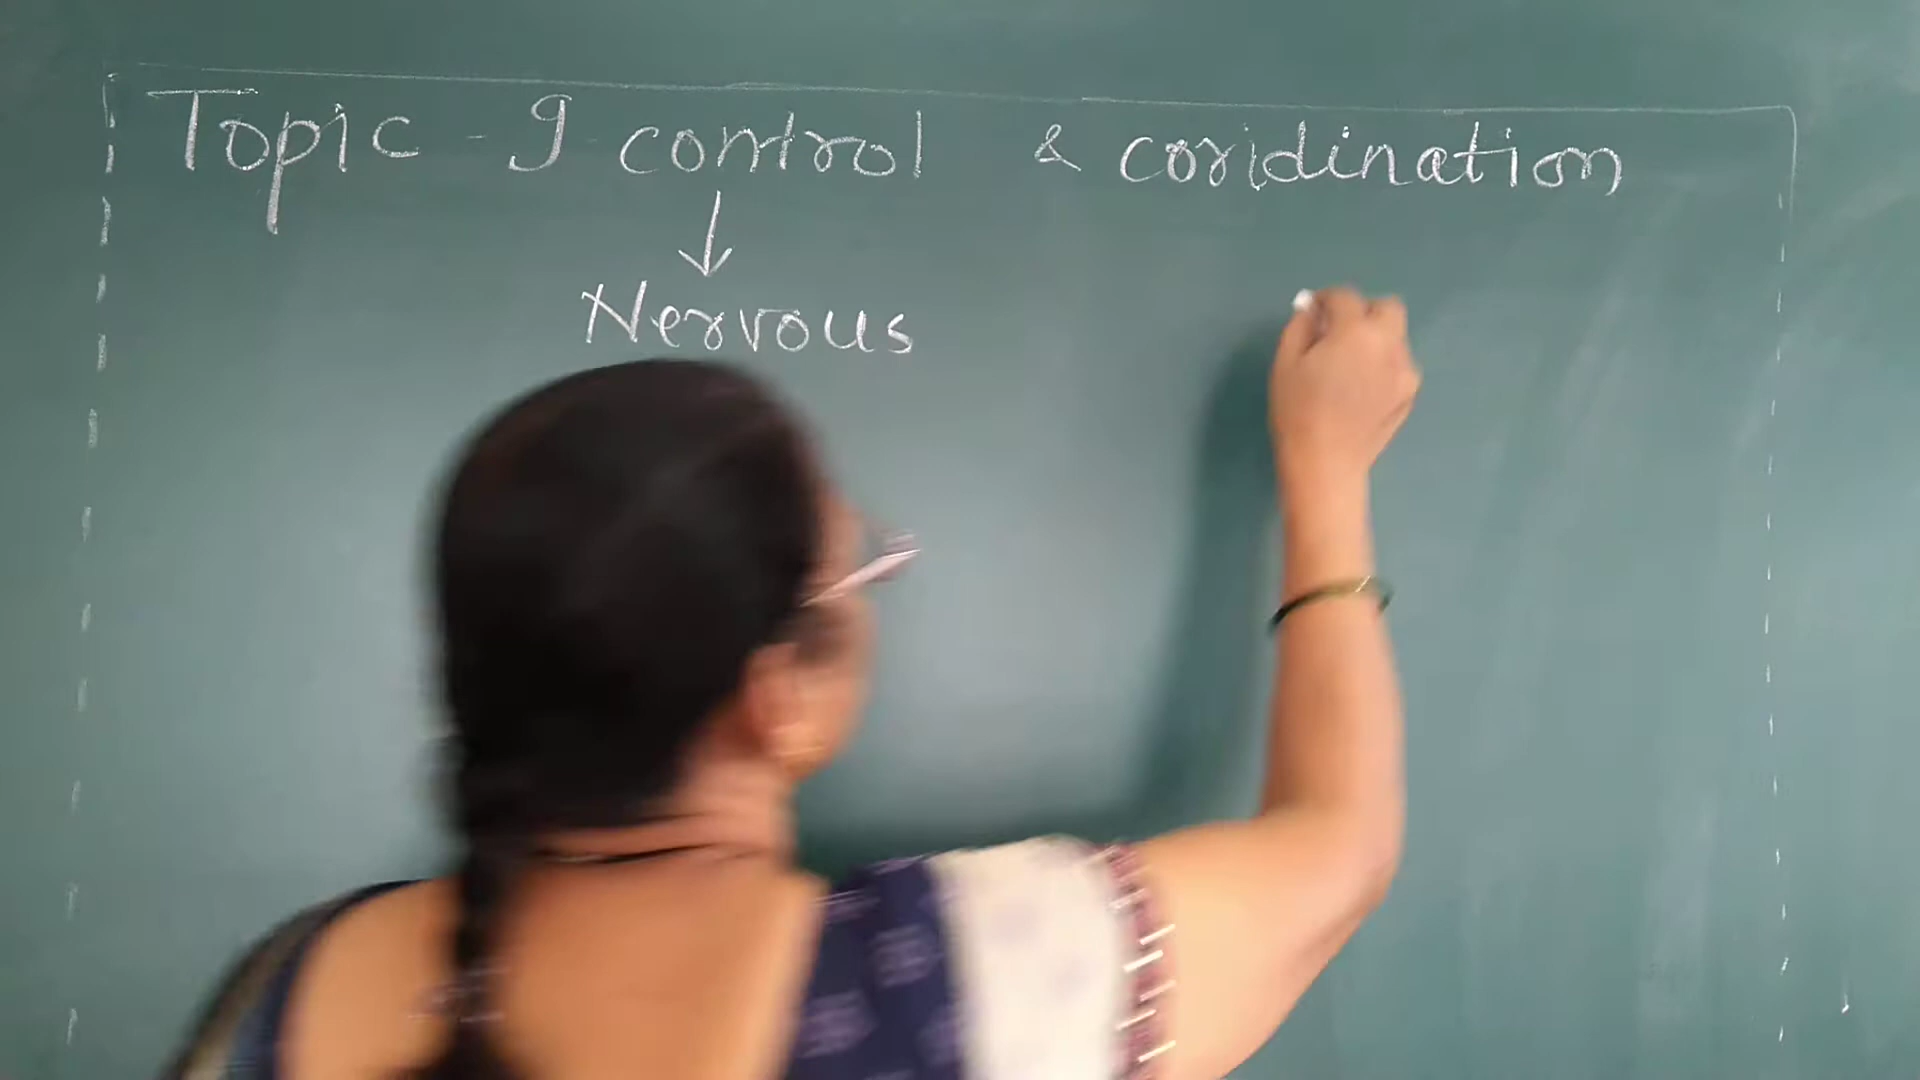 Topic - 9 control & coridination
↓
Nervous